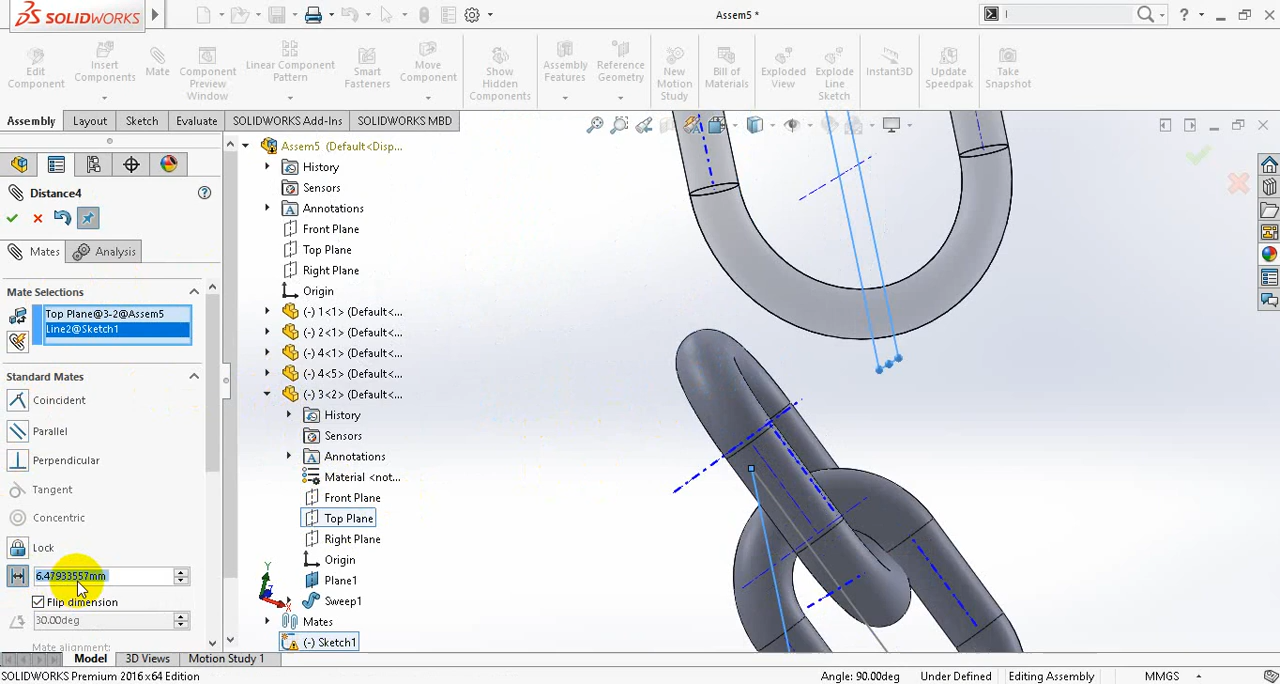 SOLIDWORKS
Assem5 *
Edit Component
Insert Components
Mate
Component Preview Window
Linear Component Pattern
Smart Fasteners
Move Component
Show Hidden Components
Assembly Features
Reference Geometry
New Motion Study
Bill of Materials
Exploded View
Explode Line Sketch
Instant3D
Update Speedpak
Take Snapshot
Assembly
Layout
Sketch
Evaluate
SOLIDWORKS Add-Ins
SOLIDWORKS MBD
Distance4
Mates
Analysis
Mate Selections
Top Plane@3-2@Assem5
Line2@Sketch1
Standard Mates
Coincident
Parallel
Perpendicular
Tangent
Concentric
Lock
6.47933557mm
Flip dimension
30.00deg
Mate alignment:
Assem5 (Default<Disp...
History
Sensors
Annotations
Front Plane
Top Plane
Right Plane
Origin
(-) 1<1> (Default<...
(-) 2<1> (Default<...
(-) 4<1> (Default<...
(-) 4<5> (Default<...
(-) 3<2> (Default<...
History
Sensors
Annotations
Material <not...
Front Plane
Top Plane
Right Plane
Origin
Plane1
Sweep1
Mates
(-) Sketch1
Y
X
Model
3D Views
Motion Study 1
SOLIDWORKS Premium 2016 x64 Edition
Angle: 90.00deg
Under Defined
Editing Assembly
MMGS